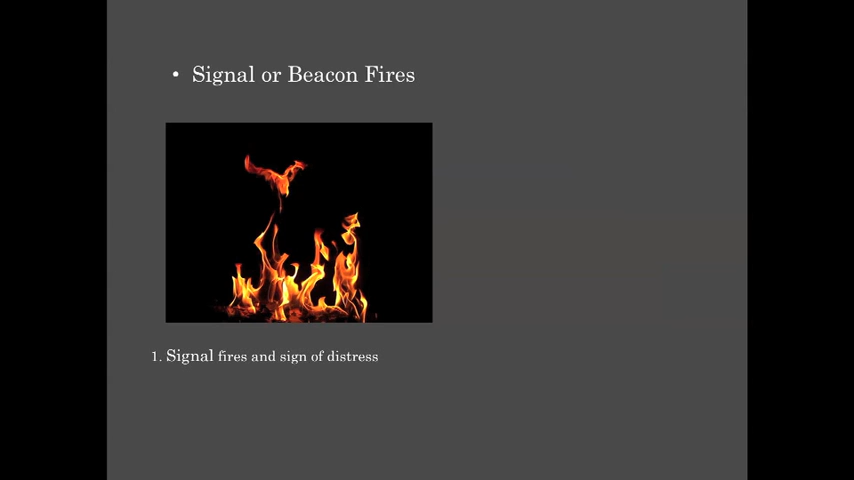 • Signal or Beacon Fires
1. Signal fires and sign of distress